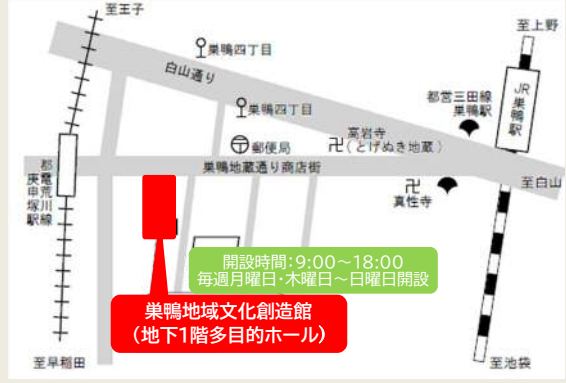 至王子
至上野
巣鴨四丁目
白山通り
JR巣鴨駅
都営三田線
巣鴨駅
巣鴨四丁目
高岩寺
(とげぬき地蔵)
郵便局
巣鴨地蔵通り商店街
至白山
都電荒川線
庚申塚駅
真性寺
開設時間:9:00～18:00
毎週月曜日・木曜日～日曜日開設
巣鴨地域文化創造館
(地下1階多目的ホール)
至早稲田
至池袋